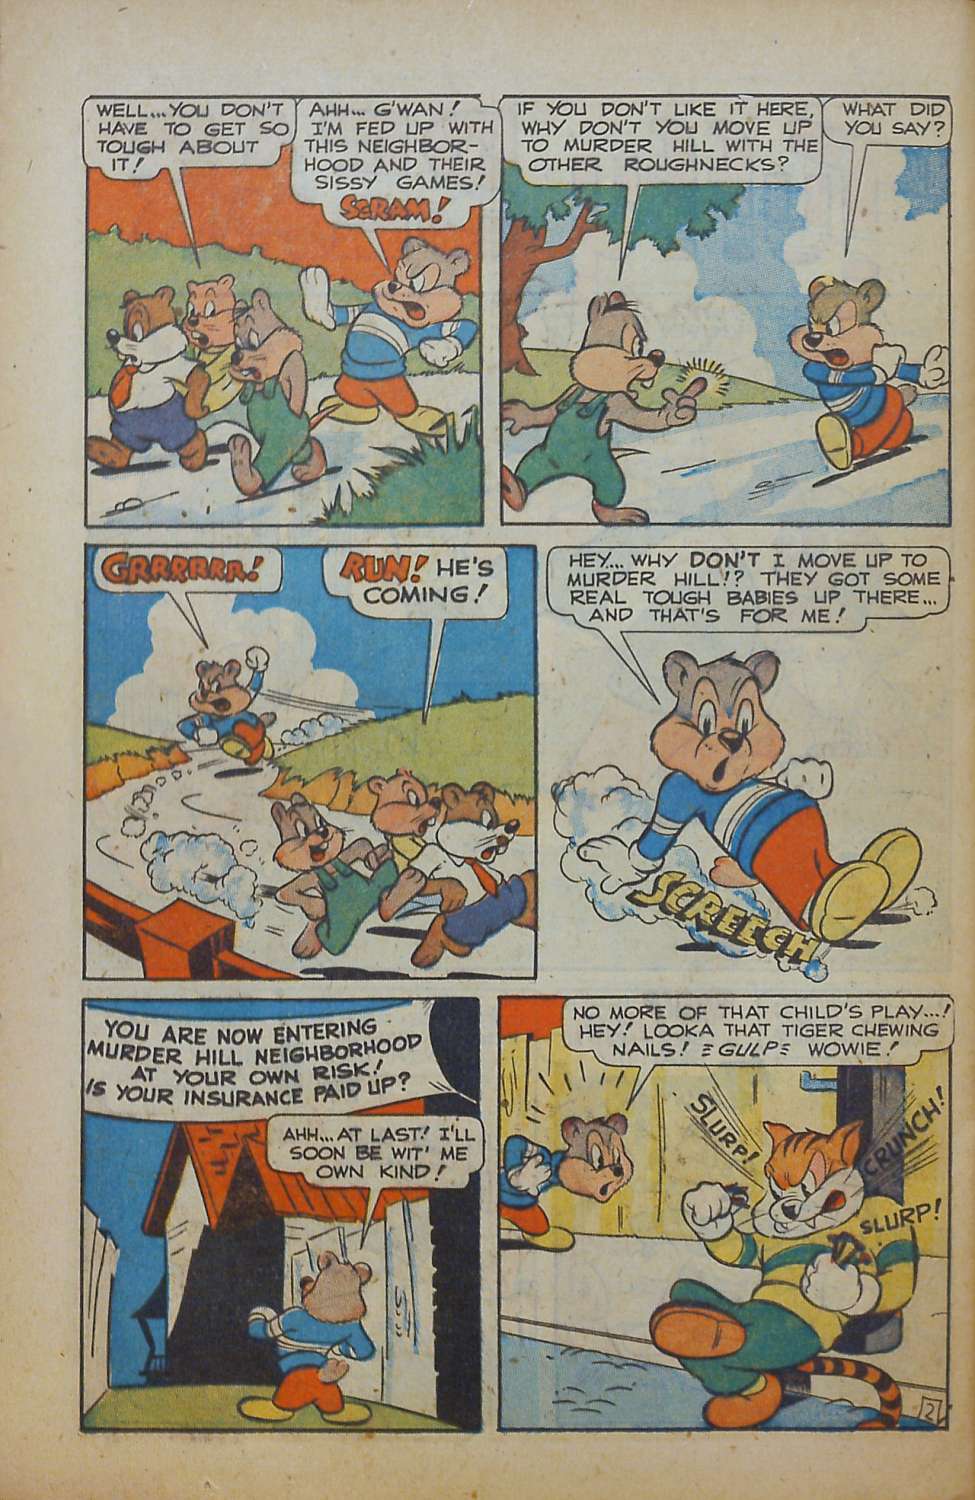 WELL...YOU DON'T
HAVE TO GET SO
TOUGH ABOUT
IT!
AHH... G'WAN!
I'M FED UP WITH
THIS NEIGHBOR-
HOOD AND THEIR
SISSY GAMES!
SCRAM!
IF YOU DON'T LIKE IT HERE,
WHY DON'T YOU MOVE UP
TO MURDER HILL WITH THE
OTHER ROUGHNECKS?
WHAT DID
YOU SAY?
GRRRRRR!
RUN! HE'S
COMING!
HEY... WHY DON'T I MOVE UP TO
MURDER HILL!? THEY GOT SOME
REAL TOUGH BABIES UP THERE...
AND THAT'S FOR ME!
SCREECH
YOU ARE NOW ENTERING
MURDER HILL NEIGHBORHOOD
AT YOUR OWN RISK!
IS YOUR INSURANCE PAID UP?
AHH...AT LAST! I'LL
SOON BE WIT' ME
OWN KIND!
NO MORE OF THAT CHILD'S PLAY...!
HEY! LOOKA THAT TIGER CHEWING
NAILS! GULP WOWIE!
SLURP!
CRUNCH!
SLURP!
2